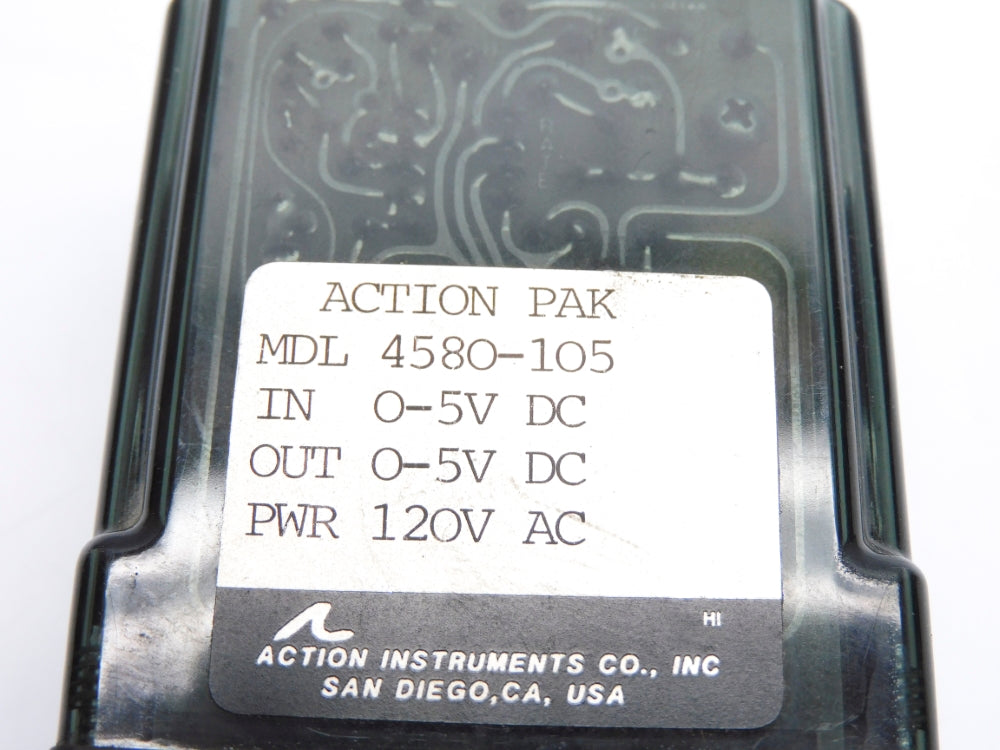 ACTION PAK
MDL 4580-105
IN 0-5V DC
OUT 0-5V DC
PWR 120V AC
HI
ACTION INSTRUMENTS CO., INC
SAN DIEGO,CA, USA